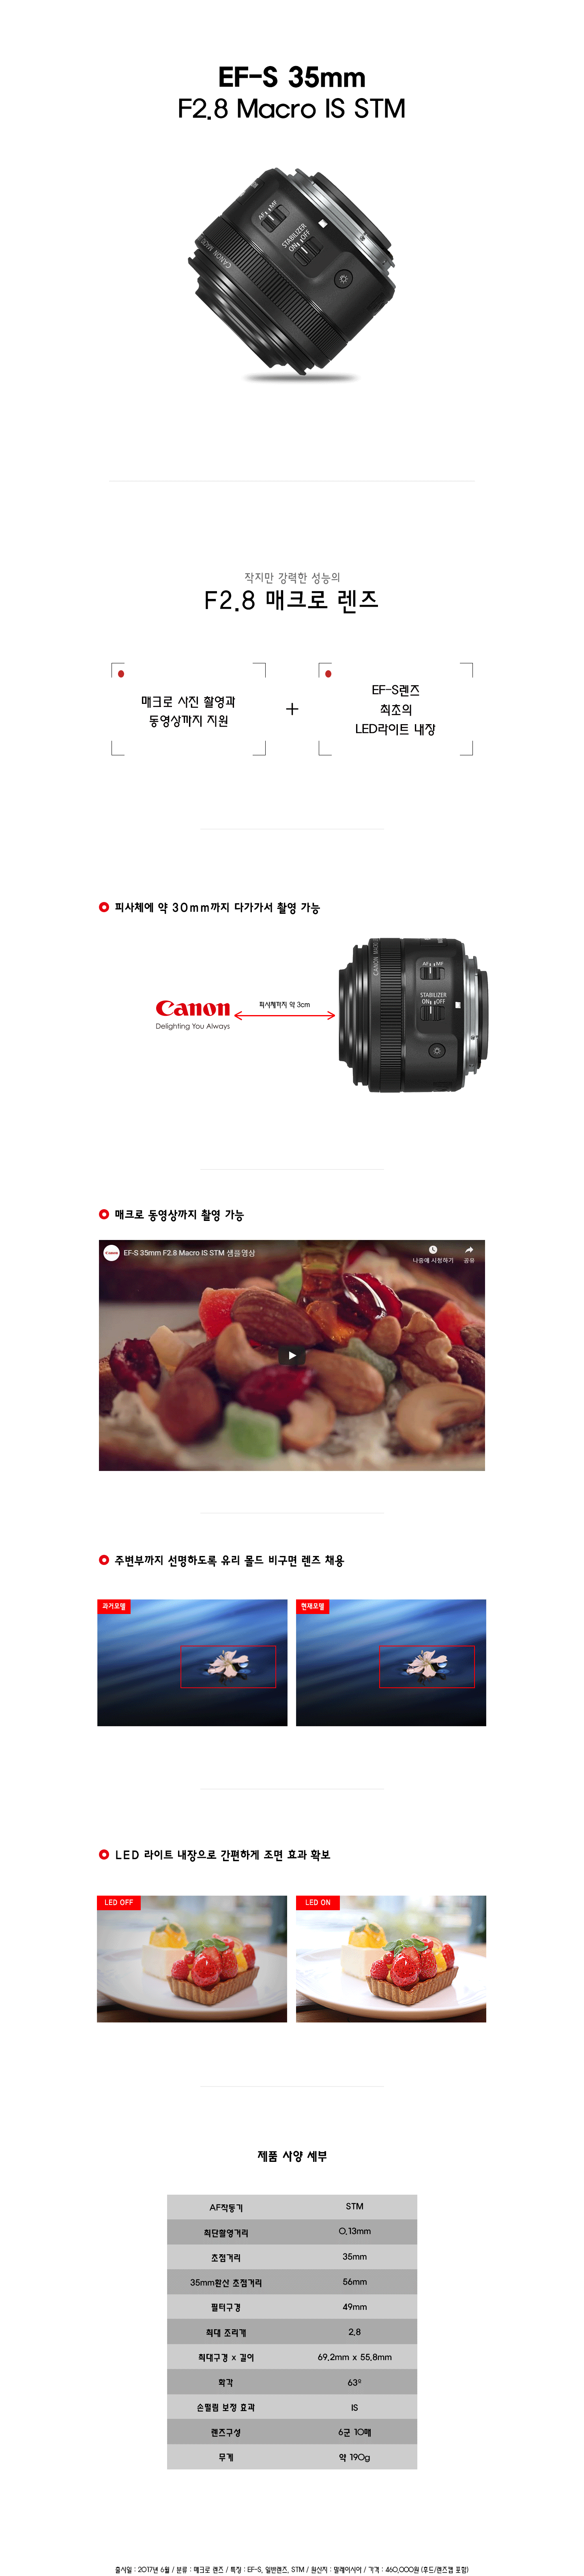 EF-S 35mm
F2.8 Macro IS STM
AF MF
STABILIZER
ON OFF
CANON MACRO
작지만 강력한 성능의
F2.8 매크로 렌즈
매크로 사진 촬영과
동영상까지 지원
+
EF-S렌즈
최초의
LED라이트 내장
피사체에 약 30mm까지 다가가서 촬영 가능
Canon
Delighting You Always
피사체까지 약 3cm
CANON MACRO
AF MF
STABILIZER
ON OFF
매크로 동영상까지 촬영 가능
Canon
EF-S 35mm F2.8 Macro IS STM 샘플영상
나중에 시청하기
공유
주변부까지 선명하도록 유리 몰드 비구면 렌즈 채용
과거모델
현재모델
LED 라이트 내장으로 간편하게 조면 효과 확보
LED OFF
LED ON
제품 사양 세부
AF작동기 STM
최단촬영거리 0.13mm
초점거리 35mm
35mm환산 초점거리 56mm
필터구경 49mm
최대 조리개 2.8
최대구경 x 길이 69.2mm x 55.8mm
화각 63º
손떨림 보정 효과 IS
렌즈구성 6군 10매
무게 약 190g
출시일 : 2017년 6월 / 분류 : 매크로 렌즈 / 특징 : EF-S, 일반렌즈, STM / 원산지 : 말레이시아 / 가격 : 460,000원 (후드/렌즈캡 포함)